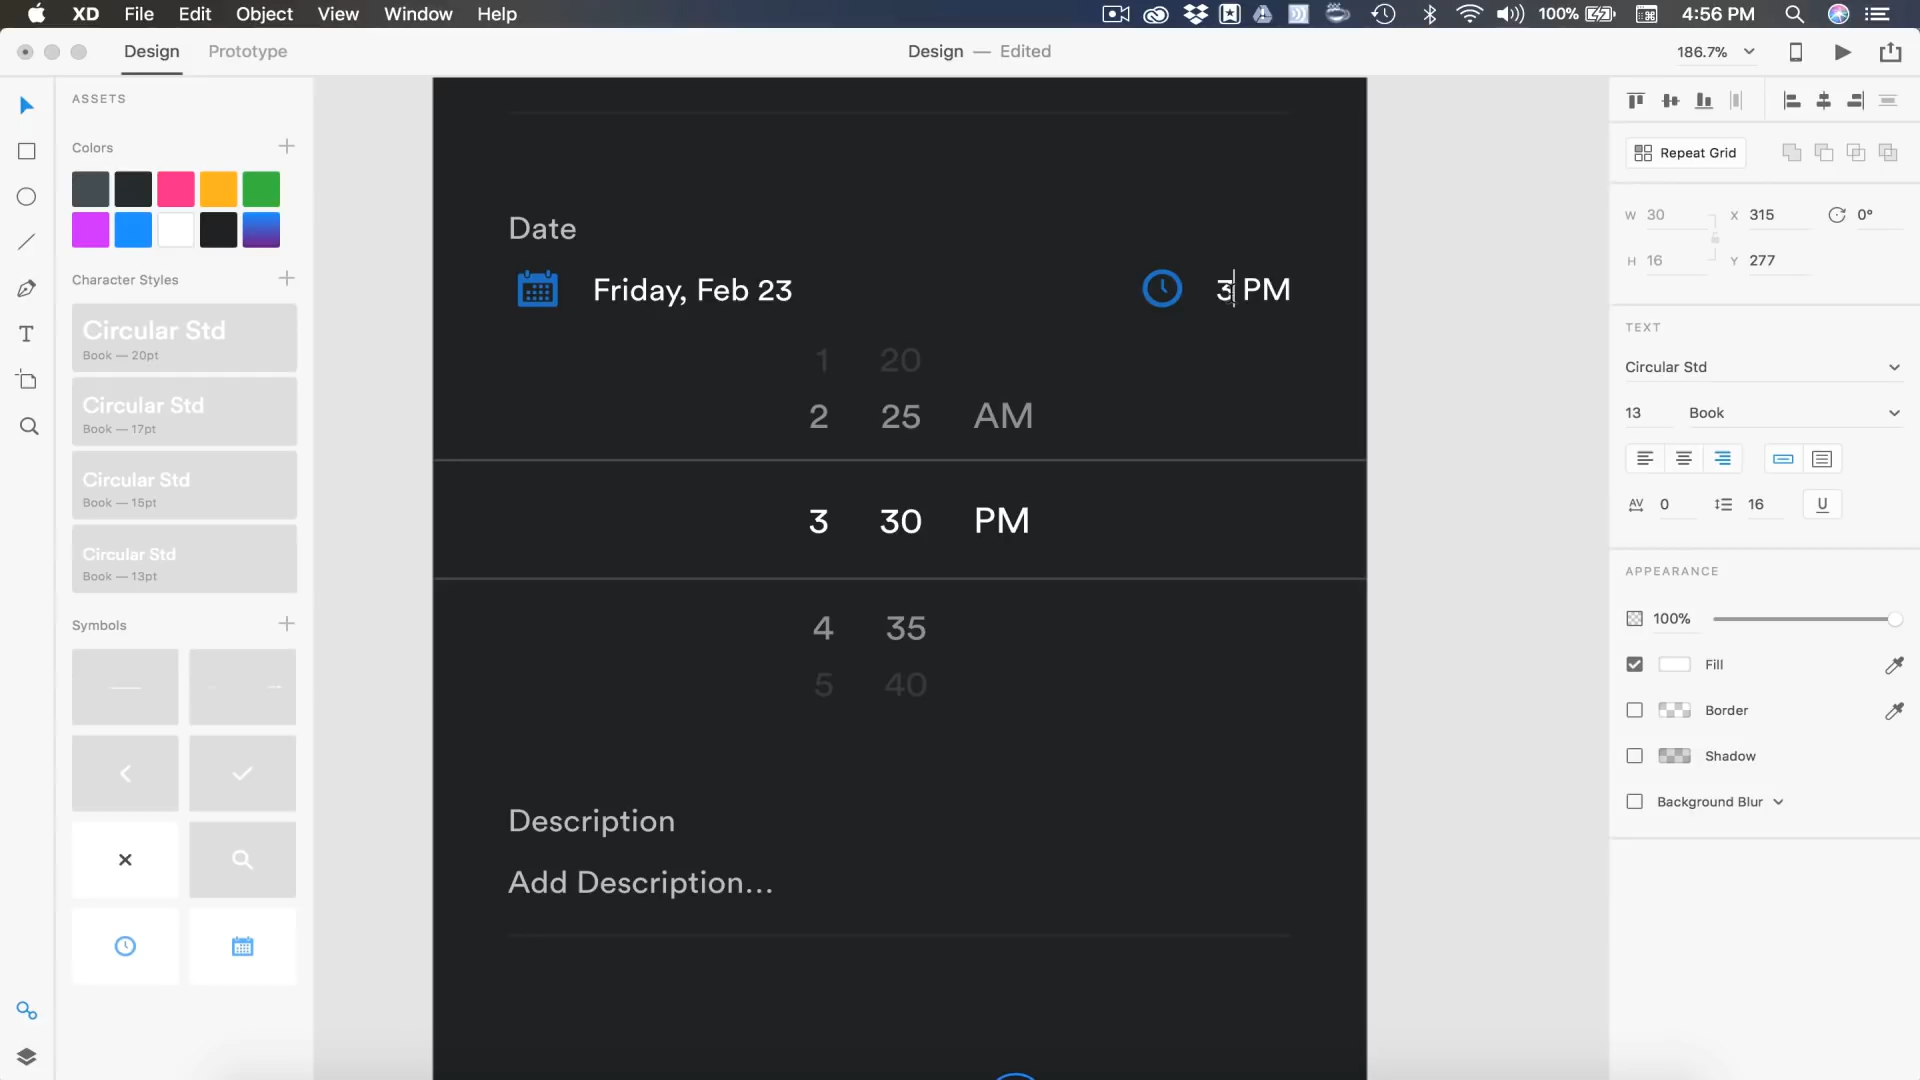 XD File Edit Object View Window Help 100% 4:56 PM
Design Prototype Design — Edited 186.7%
ASSETS
Colors
Character Styles
Circular Std
Book — 20pt
Circular Std
Book — 17pt
Circular Std
Book — 15pt
Circular Std
Book — 13pt
Symbols
Date
Friday, Feb 23 3 PM
1 20
2 25 AM
3 30 PM
4 35
5 40
Description
Add Description...
Repeat Grid
W 30 X 315 0°
H 16 Y 277
TEXT
Circular Std
13 Book
AV 0 16 U
APPEARANCE
100%
Fill
Border
Shadow
Background Blur